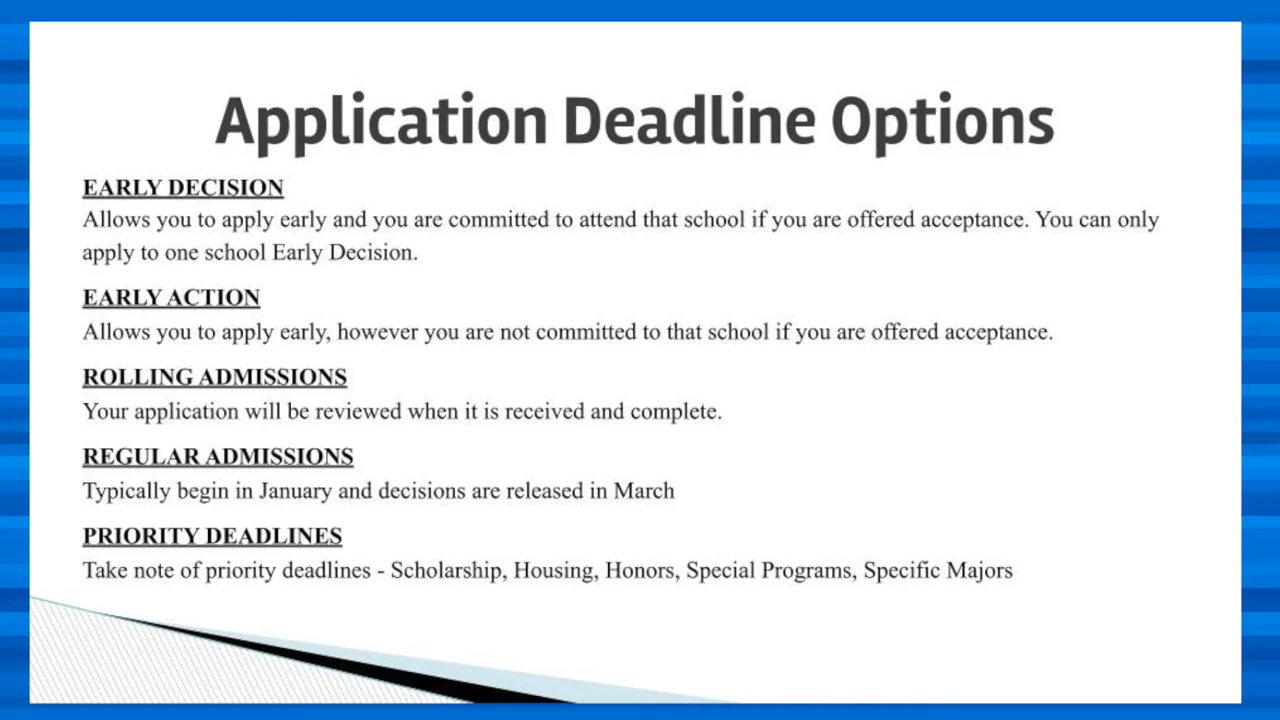 Application Deadline Options
EARLY DECISION
Allows you to apply early and you are committed to attend that school if you are offered acceptance. You can only
apply to one school Early Decision.
EARLY ACTION
Allows you to apply early, however you are not committed to that school if you are offered acceptance.
ROLLING ADMISSIONS
Your application will be reviewed when it is received and complete.
REGULAR ADMISSIONS
Typically begin in January and decisions are released in March
PRIORITY DEADLINES
Take note of priority deadlines - Scholarship, Housing, Honors, Special Programs, Specific Majors